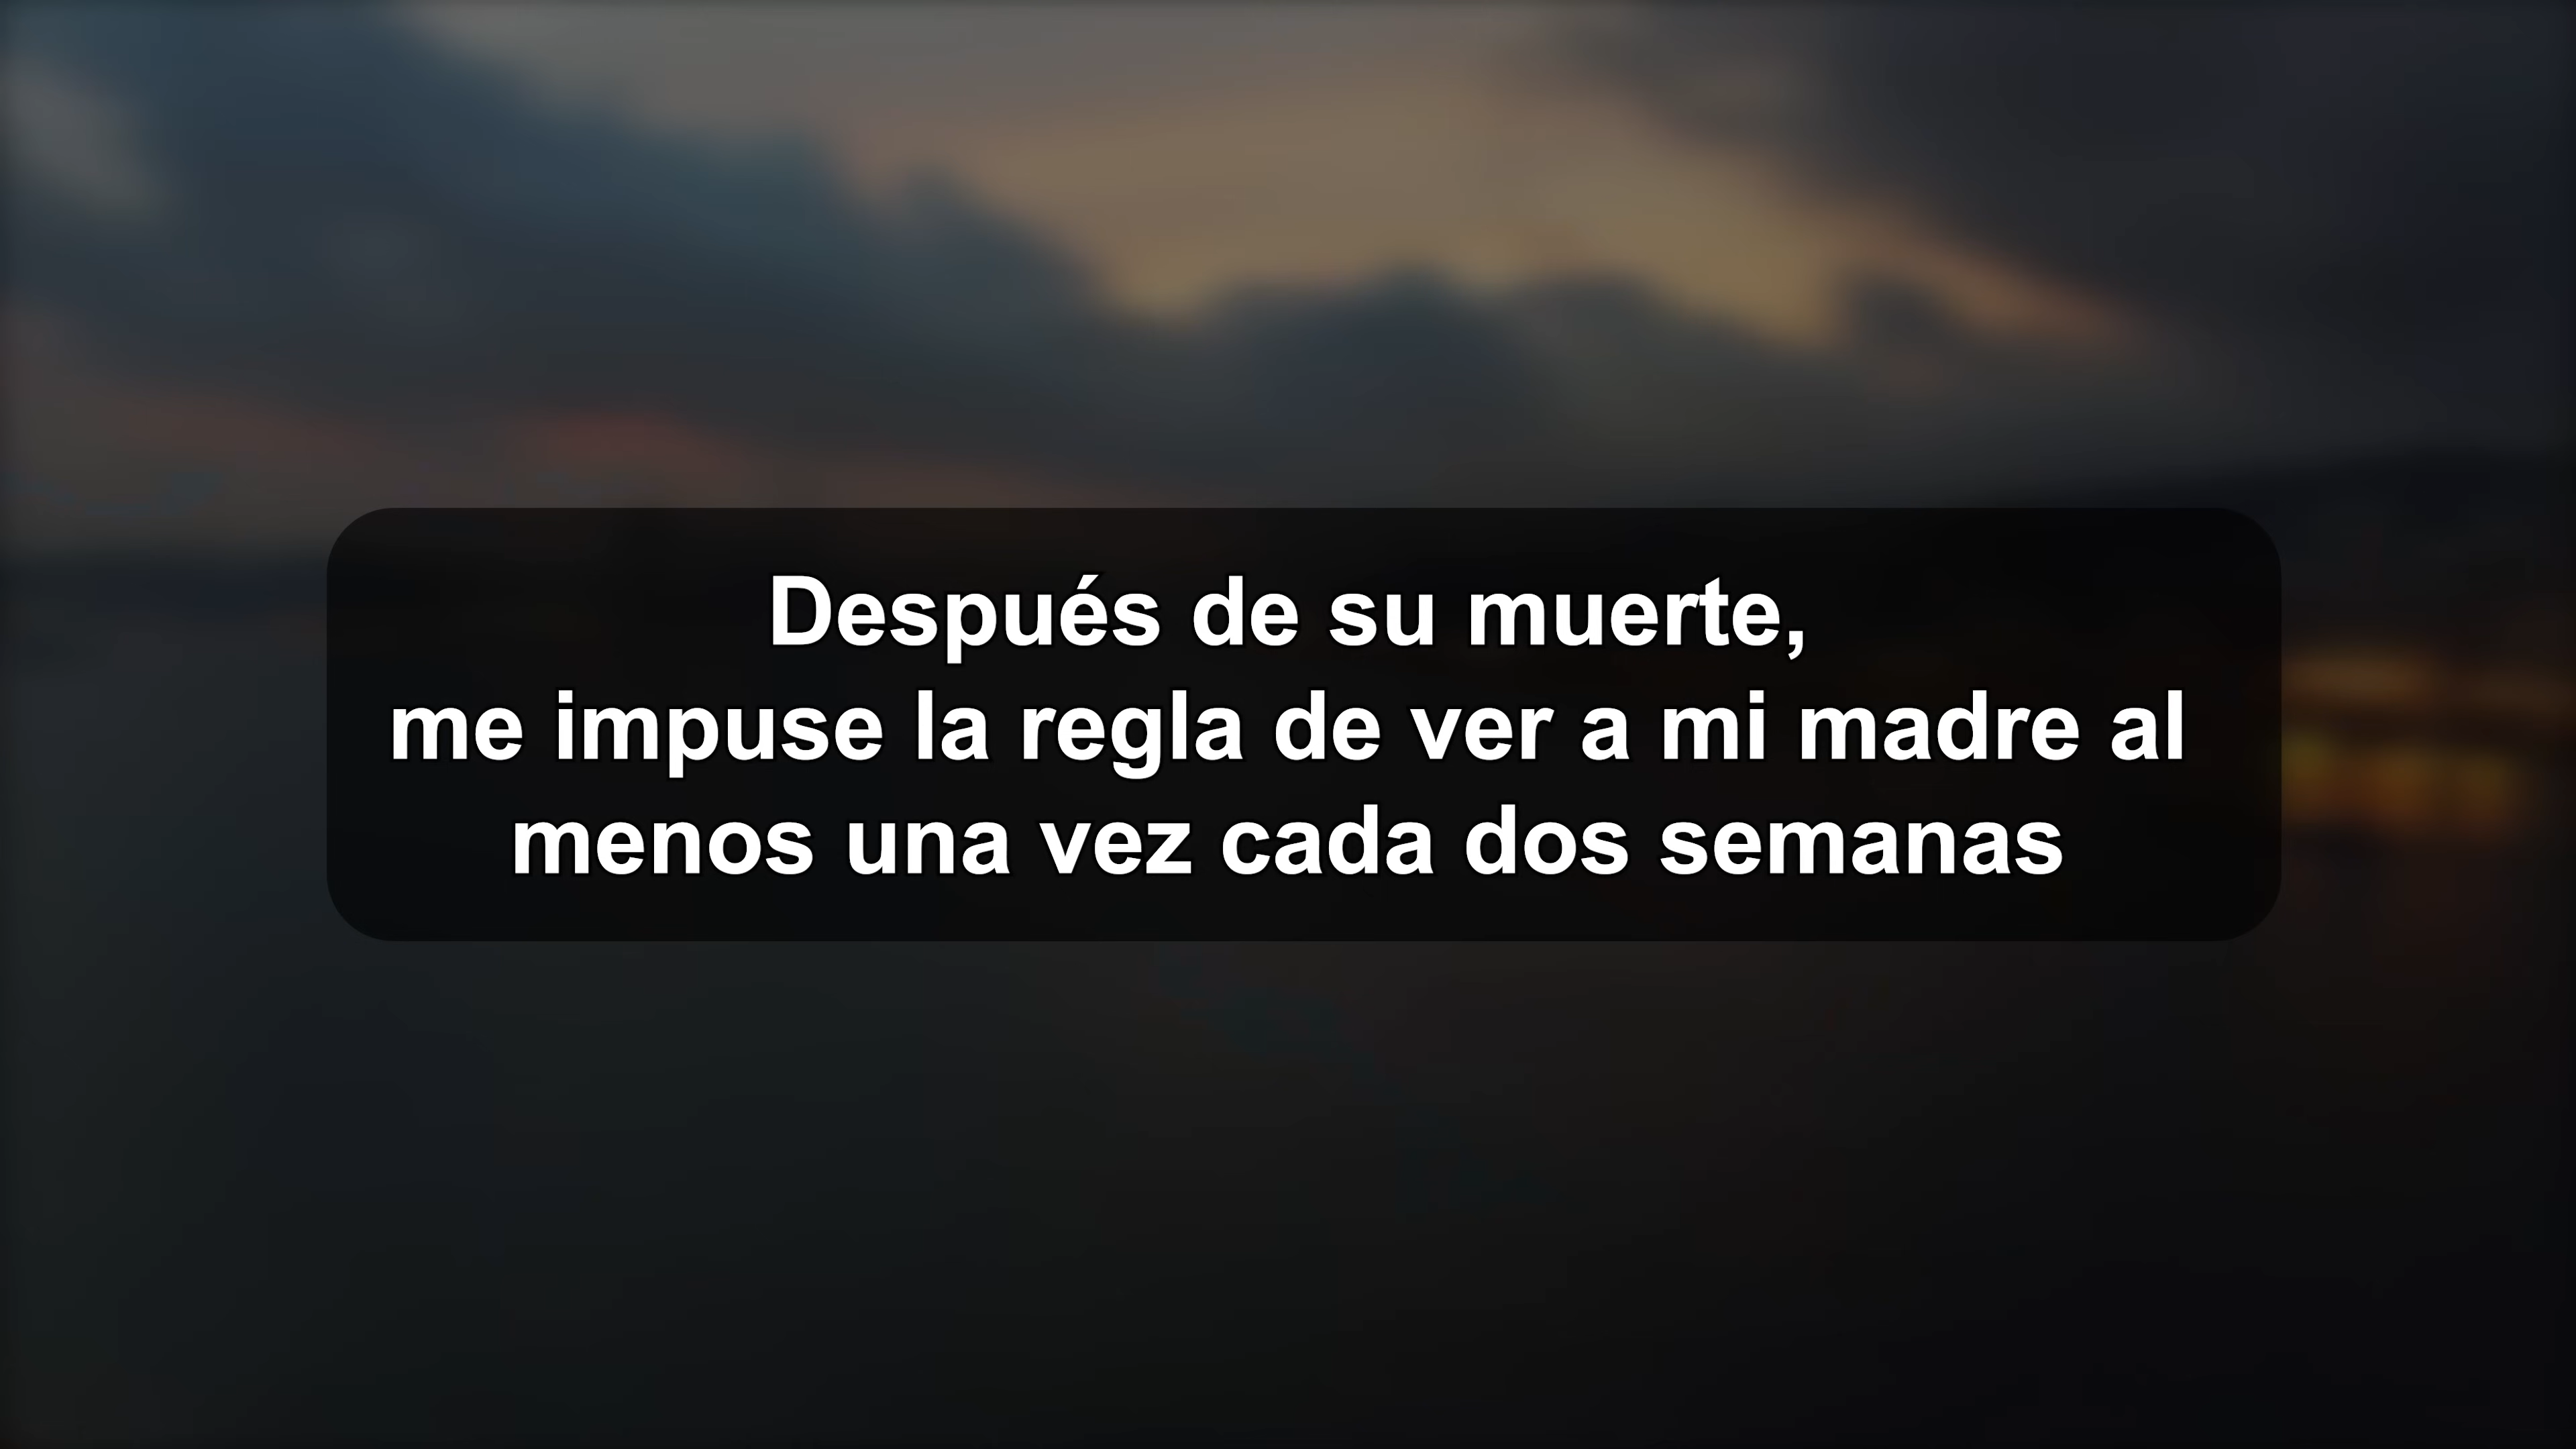 Después de su muerte,
me impuse la regla de ver a mi madre al
menos una vez cada dos semanas